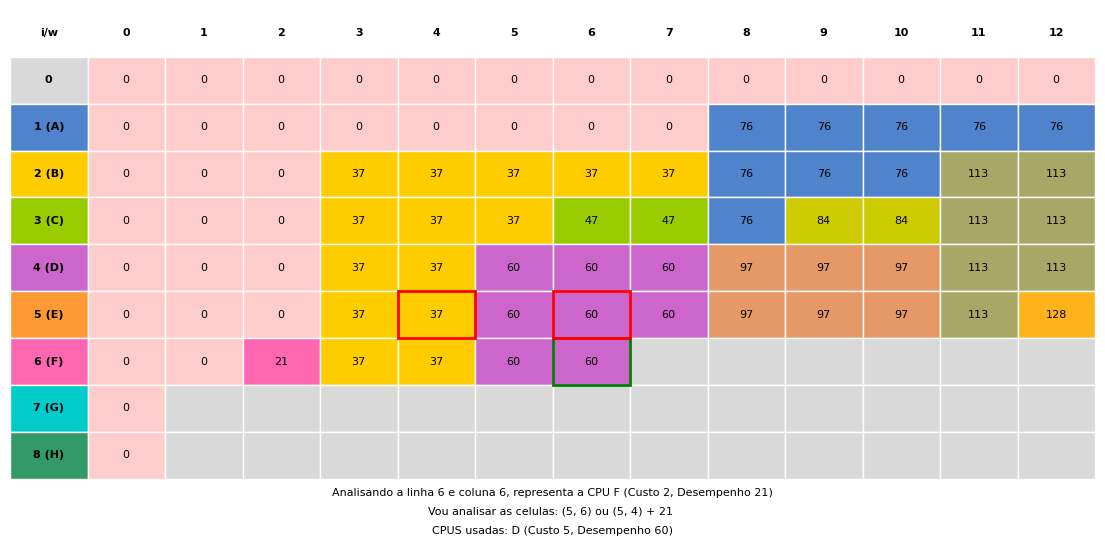 i/w 0 1 2 3 4 5 6 7 8 9 10 11 12
0 0 0 0 0 0 0 0 0 0 0 0 0 0
1 (A) 0 0 0 0 0 0 0 0 76 76 76 76 76
2 (B) 0 0 0 37 37 37 37 37 76 76 76 113 113
3 (C) 0 0 0 37 37 37 47 47 76 84 84 113 113
4 (D) 0 0 0 37 37 60 60 60 97 97 97 113 113
5 (E) 0 0 0 37 37 60 60 60 97 97 97 113 128
6 (F) 0 0 21 37 37 60 60
7 (G) 0
8 (H) 0
Analisando a linha 6 e coluna 6, representa a CPU F (Custo 2, Desempenho 21)
Vou analisar as celulas: (5, 6) ou (5, 4) + 21
CPUS usadas: D (Custo 5, Desempenho 60)